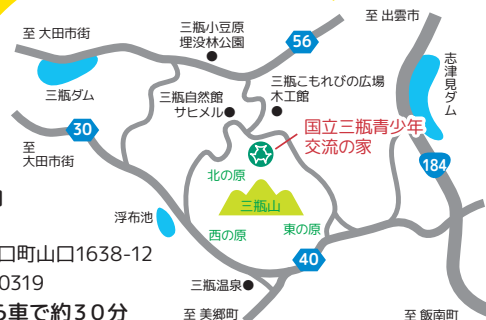 至 出雲市
三瓶小豆原
埋没林公園
至 大田市街
56
三瓶ダム
三瓶こもれびの広場
木工館
志津見ダム
三瓶自然館
サヒメル
国立三瓶青少年
交流の家
30
至
大田市街
184
北の原
三瓶山
浮布池
西の原
東の原
口町山口1638-12
40
0319
三瓶温泉
車で約30分
至 美郷町
至 飯南町